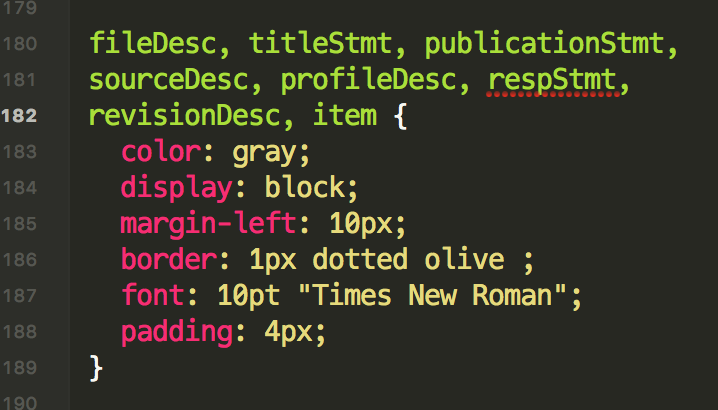 179
180 fileDesc, titleStmt, publicationStmt,
181 sourceDesc, profileDesc, respStmt,
182 revisionDesc, item {
183 color: gray;
184 display: block;
185 margin-left: 10px;
186 border: 1px dotted olive ;
187 font: 10pt "Times New Roman";
188 padding: 4px;
189 }
190